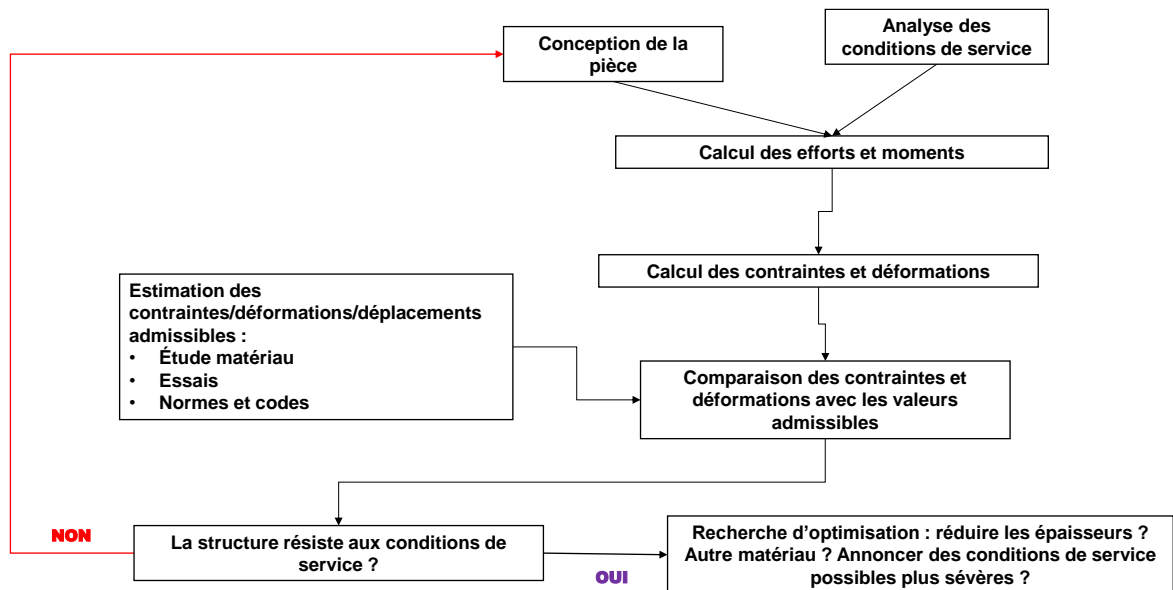 Conception de la
pièce
Analyse des
conditions de service
Calcul des efforts et moments
Calcul des contraintes et déformations
Estimation des
contraintes/déformations/déplacements
admissibles :
• Étude matériau
• Essais
• Normes et codes
Comparaison des contraintes et
déformations avec les valeurs
admissibles
NON
La structure résiste aux conditions de
service ?
OUI
Recherche d’optimisation : réduire les épaisseurs ?
Autre matériau ? Annoncer des conditions de service
possibles plus sévères ?